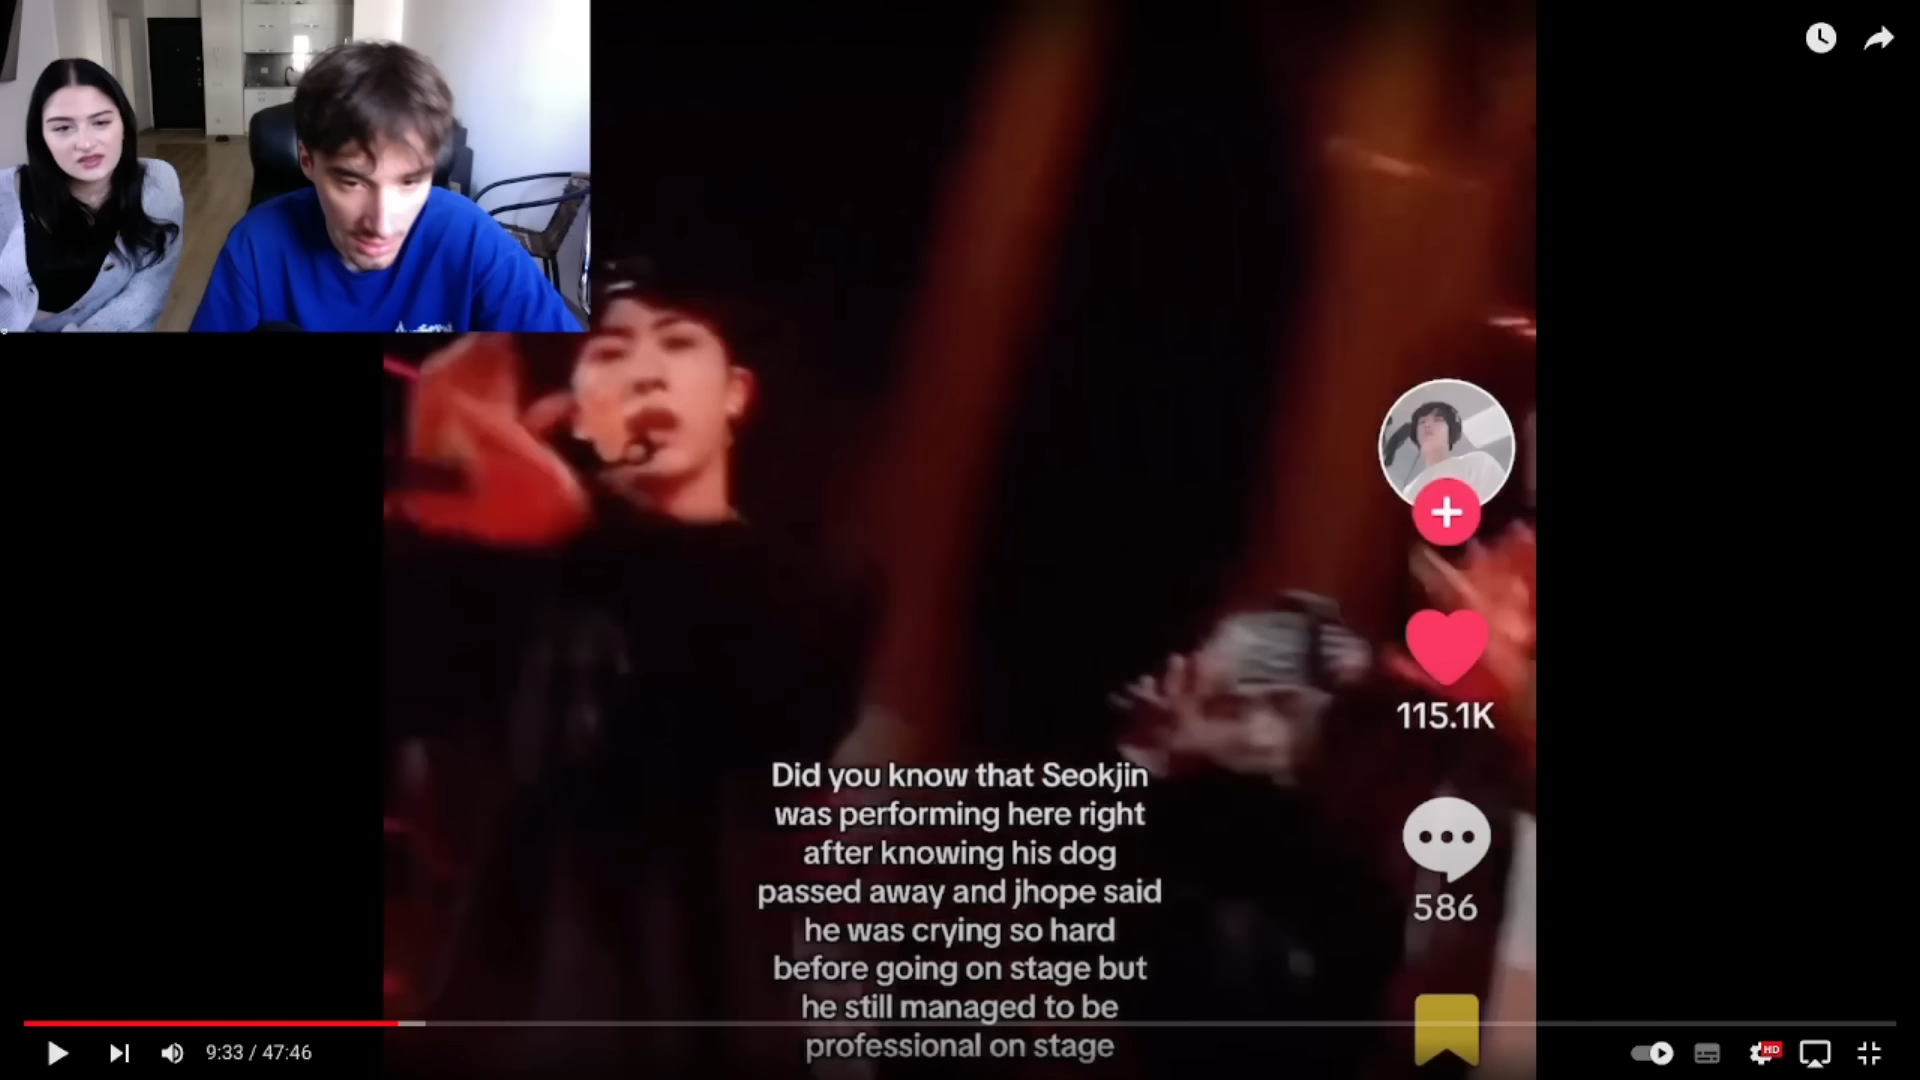 115.1K
586
Did you know that Seokjin
was performing here right
after knowing his dog
passed away and jhope said
he was crying so hard
before going on stage but
he still managed to be
professional on stage
9:33 / 47:46
HD